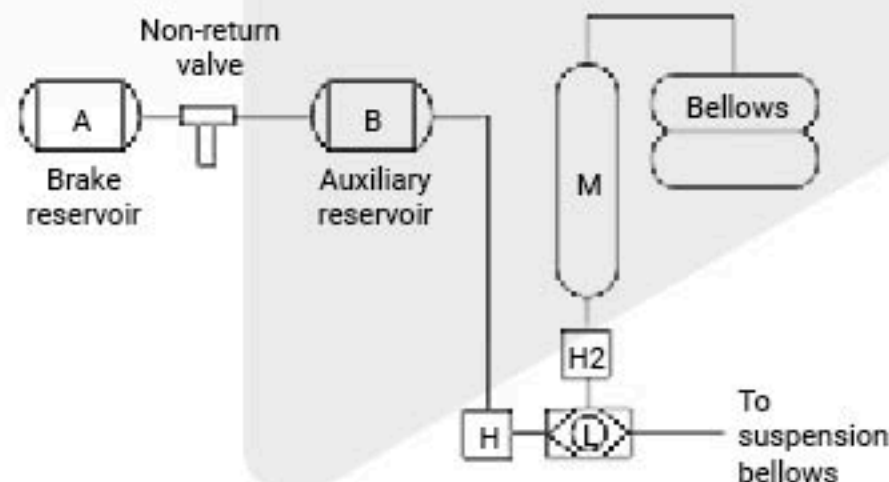 Non-return
valve
A
B
Brake
reservoir
Auxiliary
reservoir
M
Bellows
H2
H
L
To
suspension
bellows